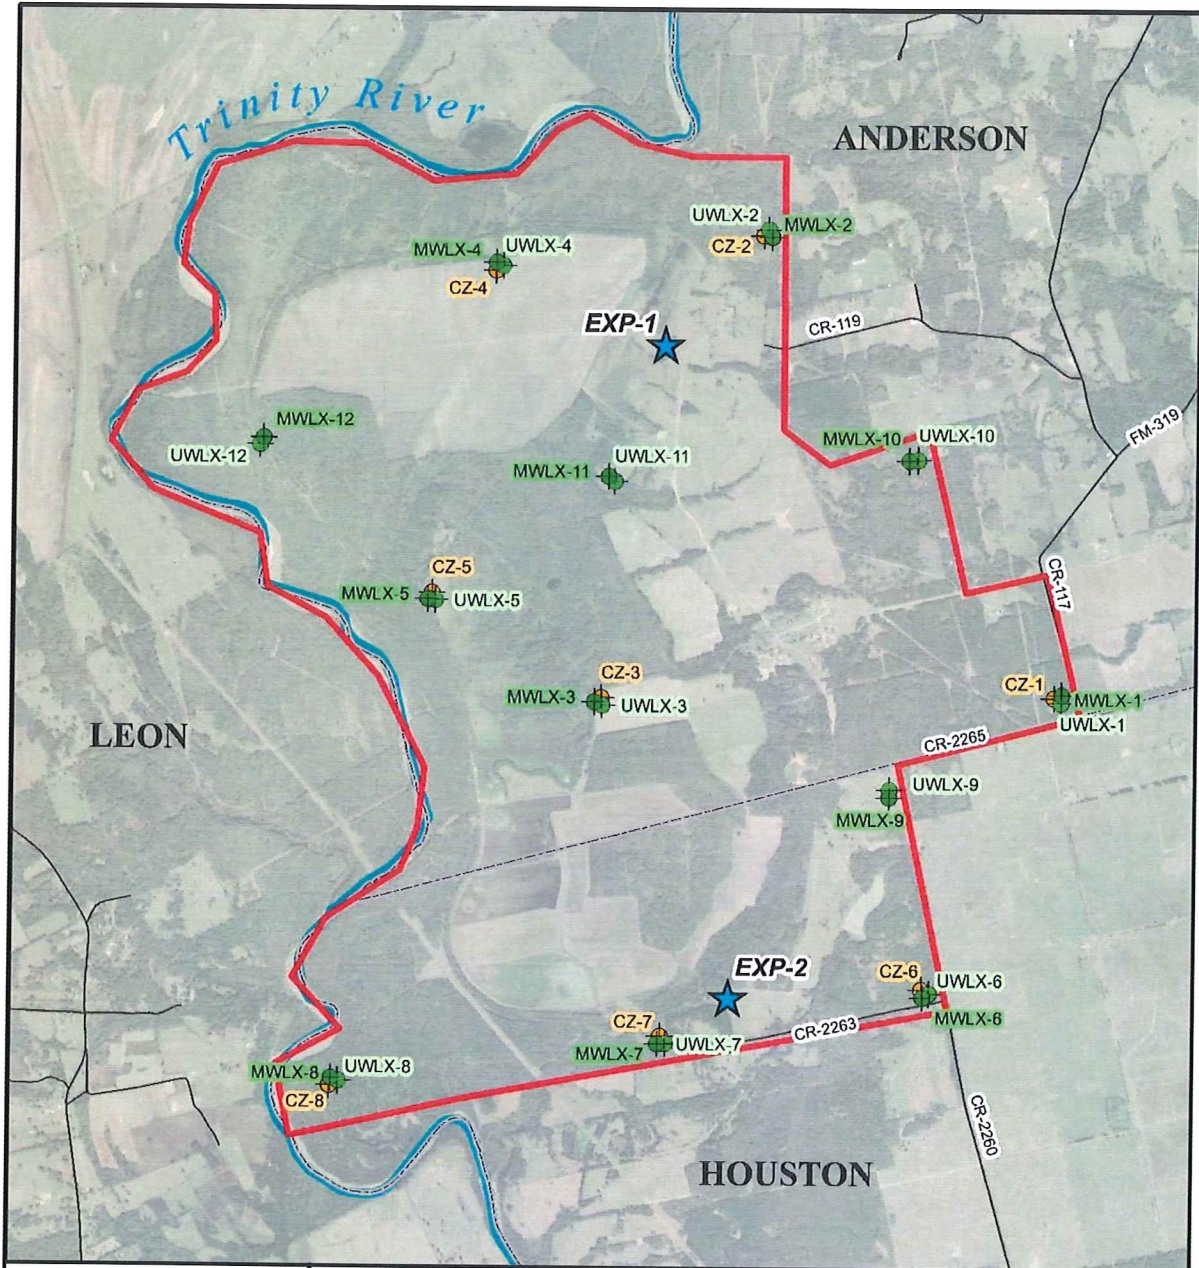 Trinity River
ANDERSON
UWLX-2
MWLX-2
CZ-2
MWLX-4
UWLX-4
CZ-4
EXP-1
CR-119
MWLX-12
UWLX-12
MWLX-10
UWLX-10
FM-319
UWLX-11
MWLX-11
CZ-5
MWLX-5
UWLX-5
CR-117
CZ-3
MWLX-3
UWLX-3
CZ-1
MWLX-1
UWLX-1
LEON
CR-2265
UWLX-9
MWLX-9
EXP-2
CZ-6
UWLX-6
MWLX-6
CZ-7
CR-2263
MWLX-7
UWLX-7
MWLX-8
UWLX-8
CZ-8
CR-2260
HOUSTON